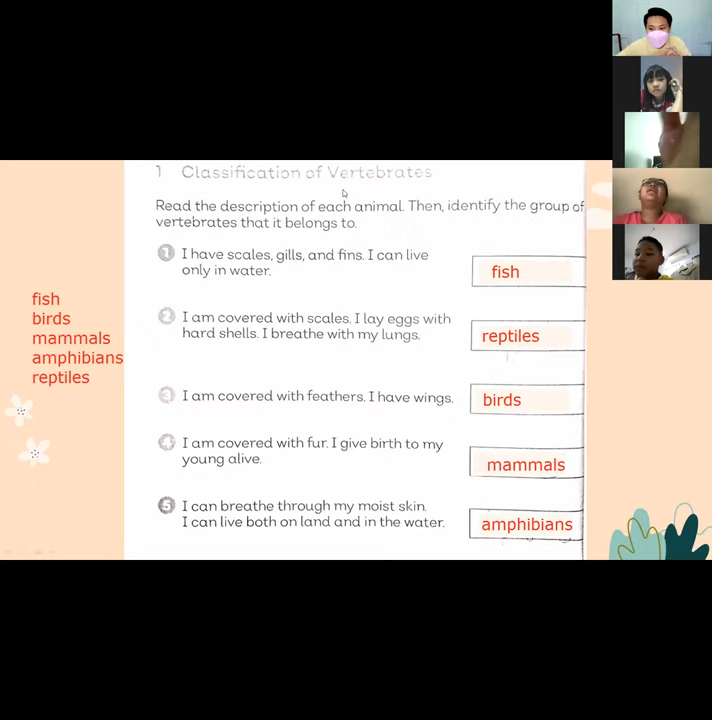 1 Classification of Vertebrates
Read the description of each animal. Then, identify the group of
vertebrates that it belongs to.
1 I have scales, gills, and fins. I can live
only in water.
fish
2 I am covered with scales. I lay eggs with
hard shells. I breathe with my lungs.
reptiles
3 I am covered with feathers. I have wings.
birds
4 I am covered with fur. I give birth to my
young alive.
mammals
5 I can breathe through my moist skin.
I can live both on land and in the water.
amphibians
fish
birds
mammals
amphibians
reptiles